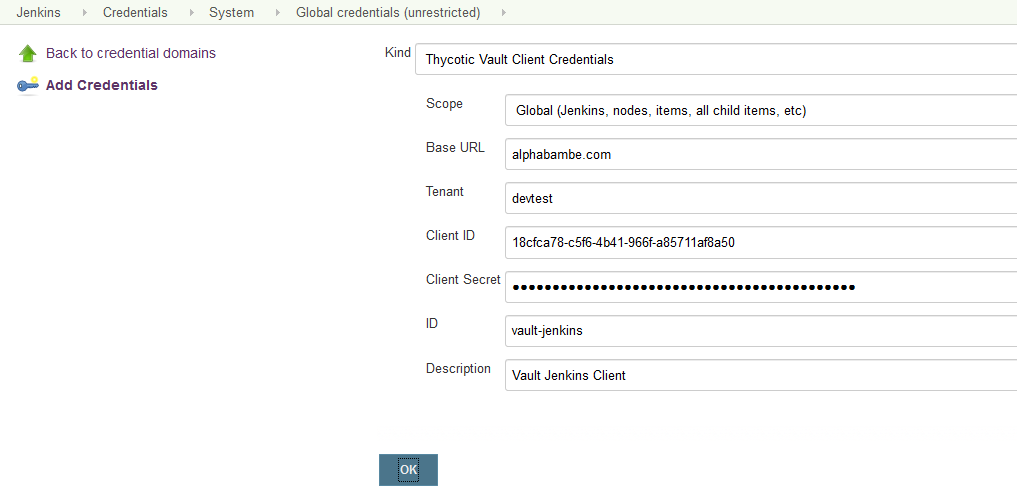 Jenkins Credentials System Global credentials (unrestricted)
Back to credential domains
Add Credentials
Kind Thycotic Vault Client Credentials
Scope Global (Jenkins, nodes, items, all child items, etc)
Base URL alphabambe.com
Tenant devtest
Client ID 18cfca78-c5f6-4b41-966f-a85711af8a50
Client Secret •••••••••••••••••••••••••••••••••••••••••••
ID vault-jenkins
Description Vault Jenkins Client
OK